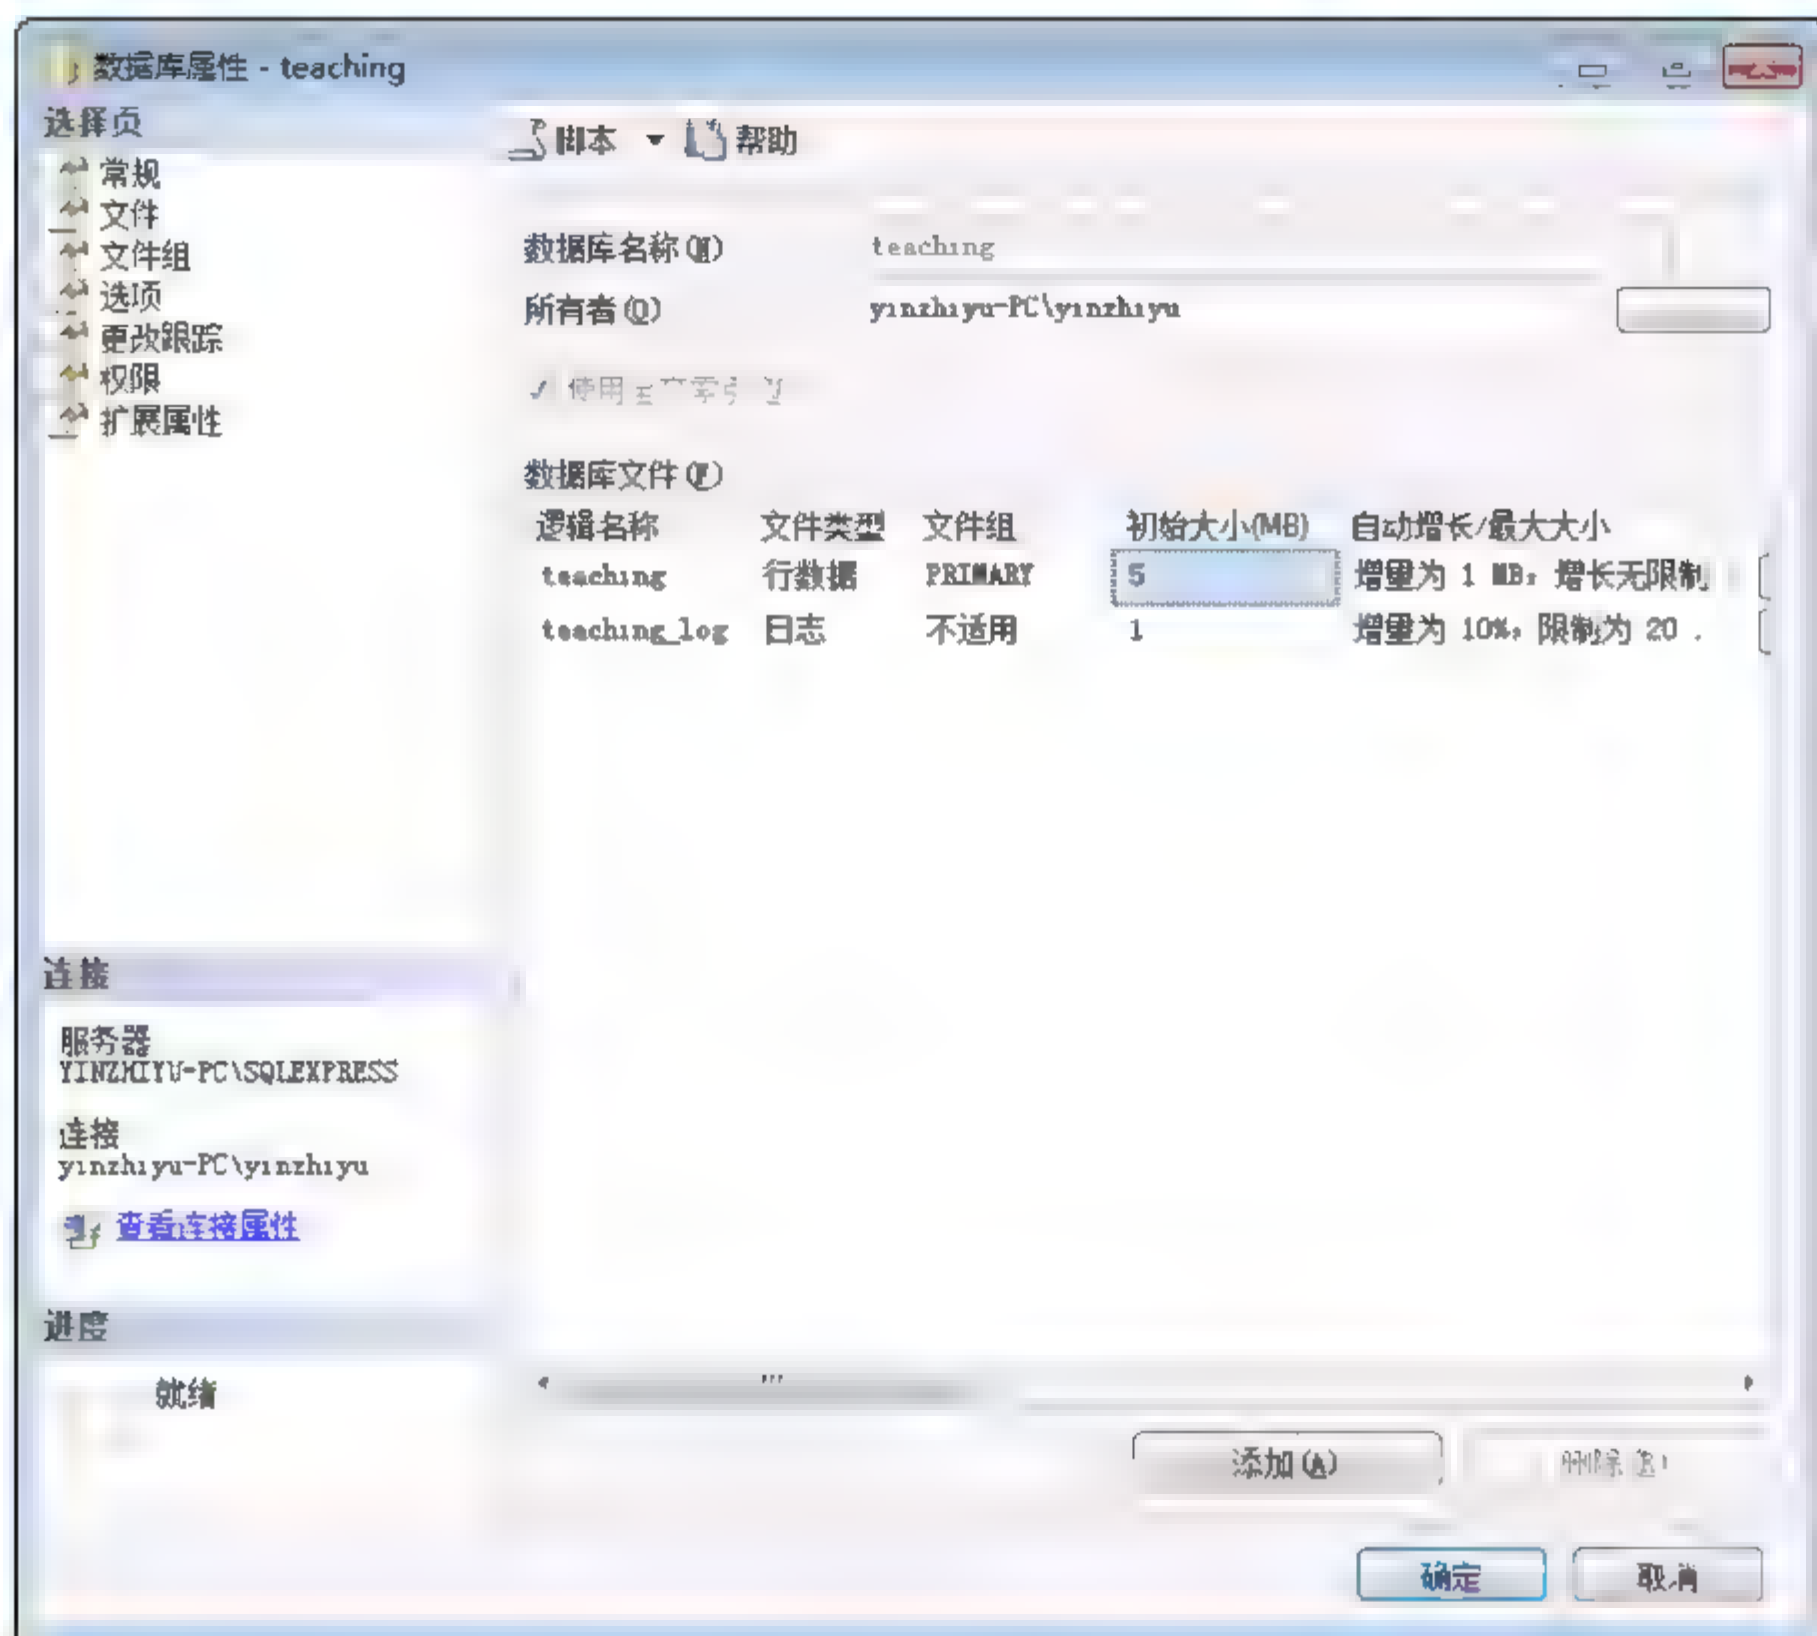 数据库属性 - teaching
选择页
常规
文件
文件组
选项
更改跟踪
权限
扩展属性
脚本 帮助
数据库名称(N) teaching
所有者(O) yinzhiyu-PC\yinzhiyu
使用
数据库文件(F)
逻辑名称 文件类型 文件组 初始大小(MB) 自动增长/最大大小
teaching 行数据 PRIMARY 5 增量为 1 MB，增长无限制
teaching_log 日志 不适用 1 增量为 10%，限制为 20 .
连接
服务器
YINZHIYU-PC\SQLEXPRESS
连接
yinzhiyu-PC\yinzhiyu
查看连接属性
进度
就绪
添加(A) 删除(R)
确定 取消